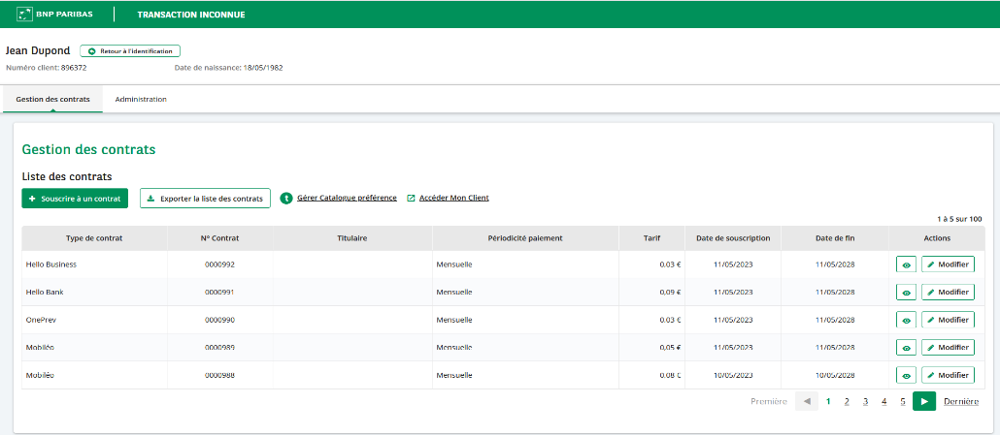 BNP PARIBAS TRANSACTION INCONNUE
Jean Dupond Retour à l'identification
Numéro client: 896372 Date de naissance: 18/05/1982
Gestion des contrats Administration
Gestion des contrats
Liste des contrats
Souscrire à un contrat Exporter la liste des contrats t Gérer Catalogue préférence Accéder Mon Client
1 à 5 sur 100
Type de contrat N° Contrat Titulaire Périodicité paiement Tarif Date de souscription Date de fin Actions
Hello Business 0000992 Mensuelle 0,03 € 11/05/2023 11/05/2028 Modifier
Hello Bank 0000991 Mensuelle 0,09 € 11/05/2023 11/05/2028 Modifier
OnePrev 0000990 Mensuelle 0,03 € 11/05/2023 11/05/2028 Modifier
Mobiléo 0000989 Mensuelle 0,05 € 11/05/2023 11/05/2028 Modifier
Mobiléo 0000988 Mensuelle 0,08 € 10/05/2023 10/05/2028 Modifier
Première 1 2 3 4 5 Dernière